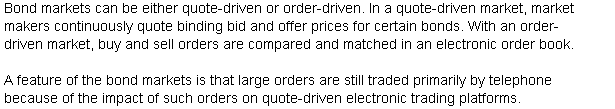 Bond markets can be either quote-driven or order-driven. In a quote-driven market, market
makers continuously quote binding bid and offer prices for certain bonds. With an order-
driven market, buy and sell orders are compared and matched in an electronic order book.

A feature of the bond markets is that large orders are still traded primarily by telephone
because of the impact of such orders on quote-driven electronic trading platforms.